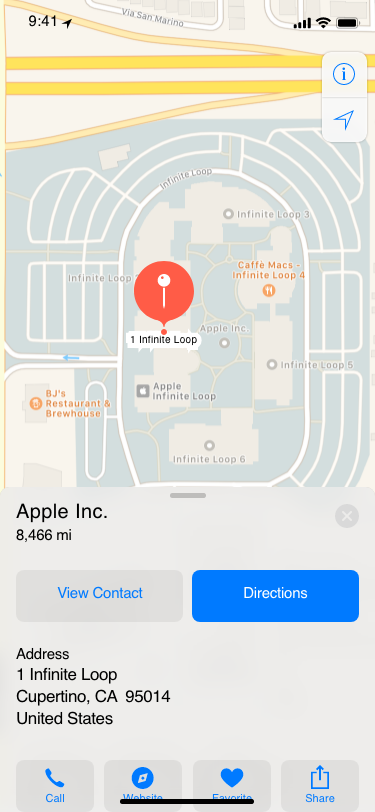 9:41
Via San Marino
Infinite Loop
Infinite Loop 3
Infinite Loop
Caffè Macs -
Infinite Loop 4
1 Infinite Loop
Apple Inc.
Infinite Loop 5
Apple
Infinite Loop
BJ's
Restaurant &
Brewhouse
Infinite Loop 6
Apple Inc.
8,466 mi
View Contact
Directions
Address
1 Infinite Loop
Cupertino, CA 95014
United States
Call
Website
Favorite
Share